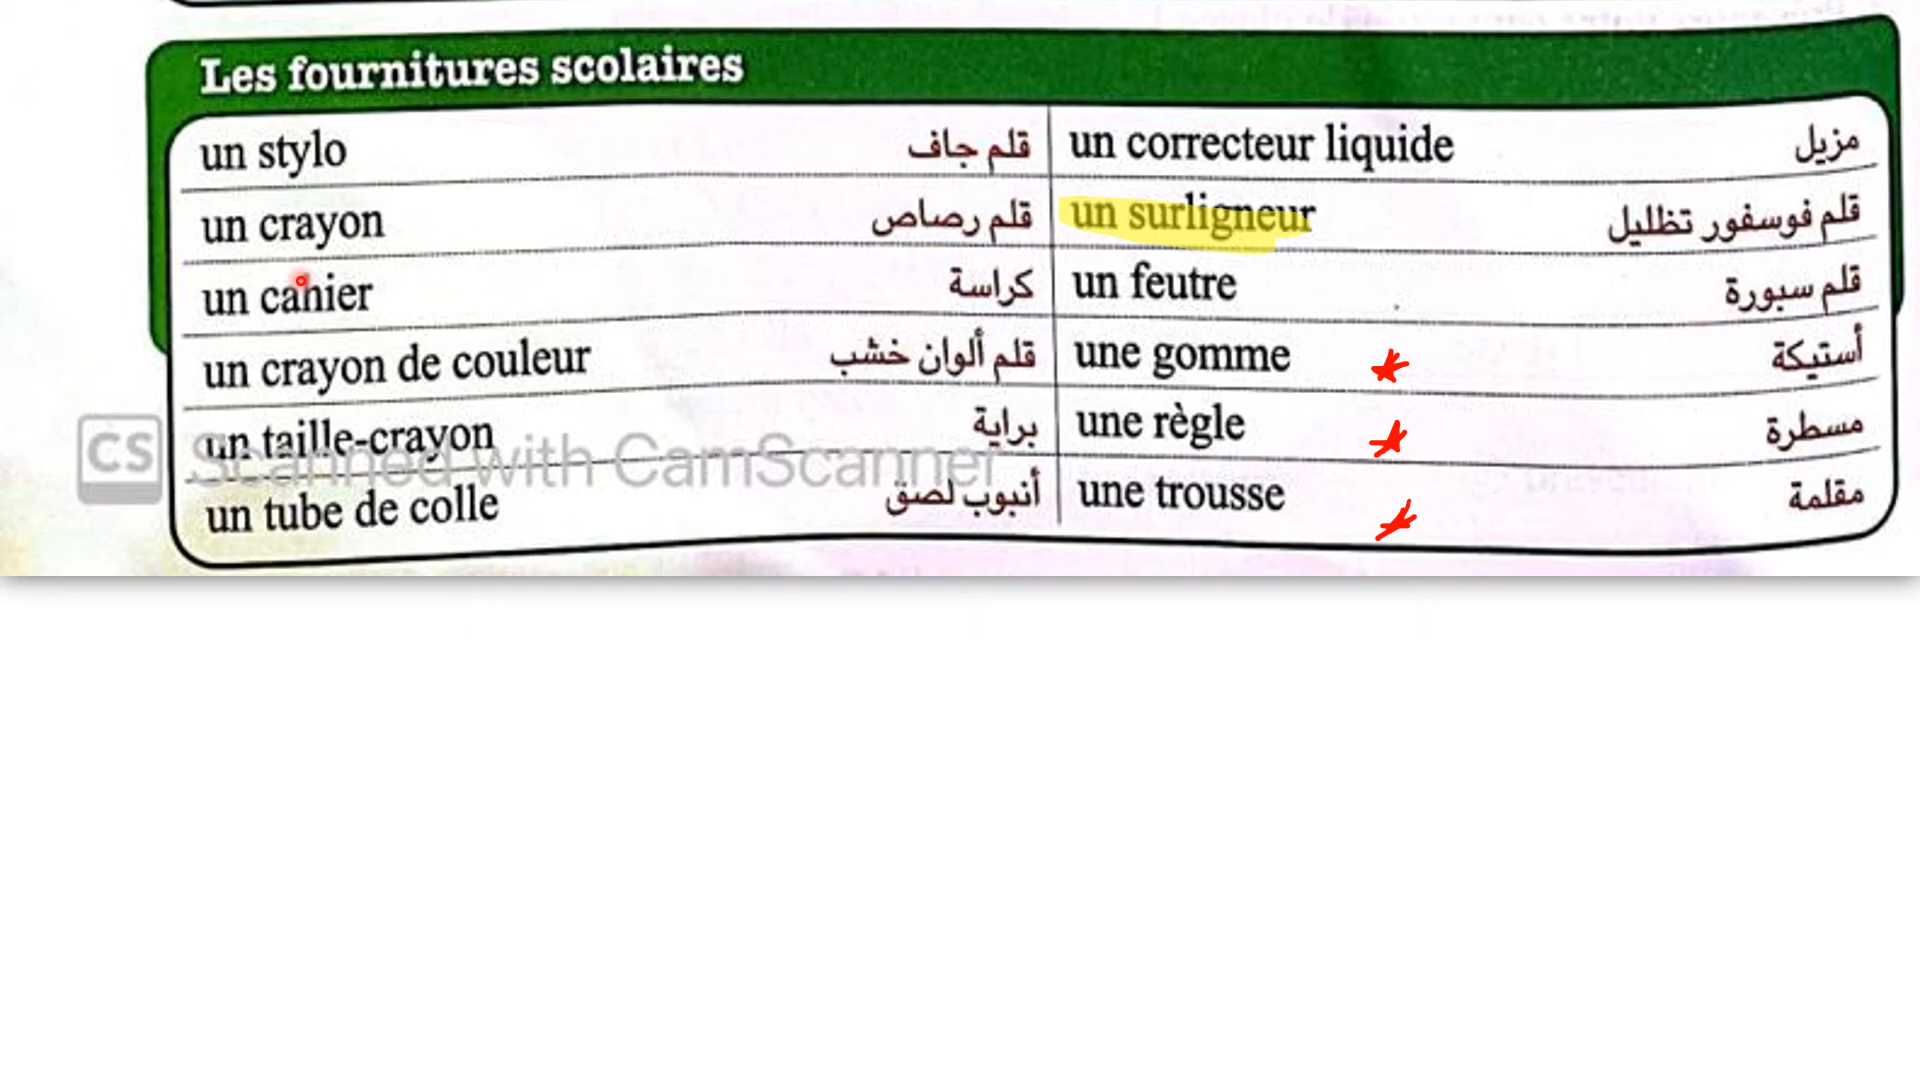 Les fournitures scolaires
un stylo قلم جاف
un crayon قلم رصاص
un cahier كراسة
un crayon de couleur قلم ألوان خشب
un taille-crayon براية
un tube de colle أنبوب لصق
un correcteur liquide مزيل
un surligneur قلم فوسفور تظليل
un feutre قلم سبورة
une gomme أستيكة
une règle مسطرة
une trousse مقلمة
CS Scanned with CamScanner